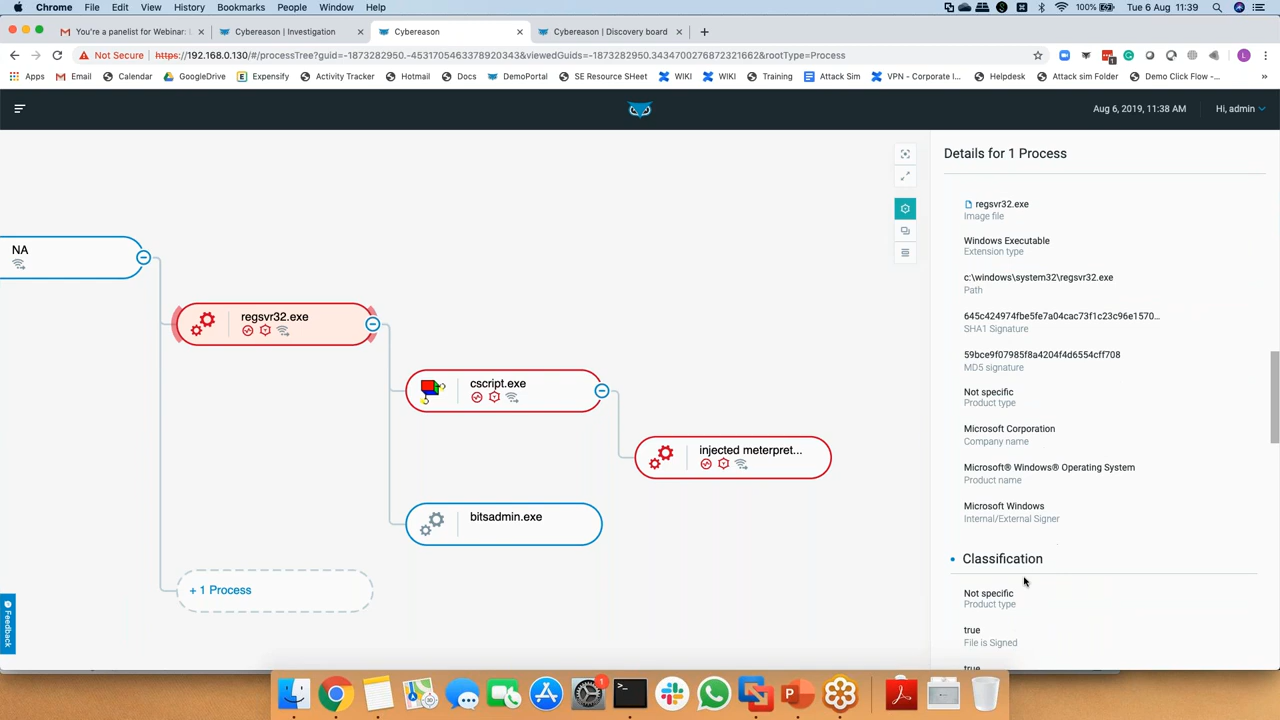 Chrome File Edit View History Bookmarks People Window Help 100% Tue 6 Aug 11:39
You're a panelist for Webinar: Cybereason | Investigation Cybereason Cybereason | Discovery board
Not Secure https://192.168.0.130/#/processTree?guid=-1873282950.-4531705463378920343&viewedGuids=-1873282950.3434700276872321662&rootType=Process
Apps Email Calendar GoogleDrive Expensify Activity Tracker Hotmail Docs DemoPortal SE Resource SHeet WIKI WIKI Training Attack Sim VPN - Corporate I... Helpdesk Attack sim Folder Demo Click Flow -... »
Aug 6, 2019, 11:38 AM Hi, admin
Details for 1 Process
regsvr32.exe
Image file
Windows Executable
Extension type
c:\windows\system32\regsvr32.exe
Path
645c424974fbe5fe7a04cac73f1c23c96e1570...
SHA1 Signature
59bce9f07985f8a4204f4d6554cff708
MD5 signature
Not specific
Product type
Microsoft Corporation
Company name
Microsoft® Windows® Operating System
Product name
Microsoft Windows
Internal/External Signer
Classification
Not specific
Product type
true
File is Signed
true
NA
regsvr32.exe
cscript.exe
injected meterpret...
bitsadmin.exe
+ 1 Process
Feedback